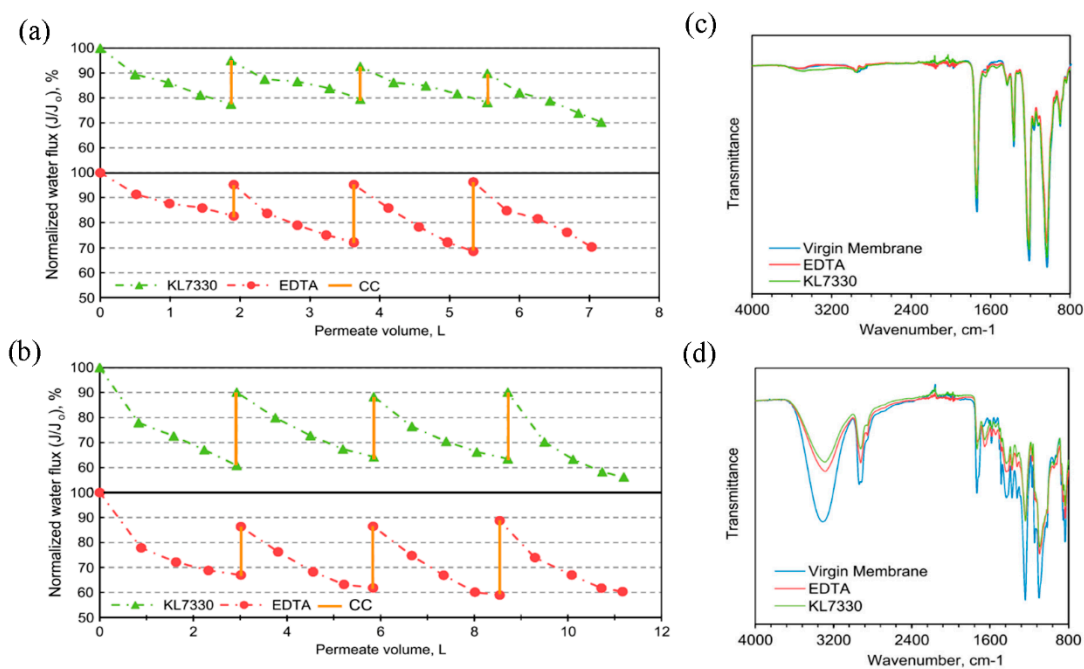 (a)
Normalized water flux (J/J o), %
100
90
80
70
60
100
90
80
70
60
50
KL7330
EDTA
CC
0 1 2 3 4 5 6 7 8
Permeate volume, L
(b)
Normalized water flux (J/J o), %
100
90
80
70
60
100
90
80
70
60
50
KL7330
EDTA
CC
0 2 4 6 8 10 12
Permeate volume, L
(c)
Transmittance
Virgin Membrane
EDTA
KL7330
4000 3200 2400 1600 800
Wavenumber, cm-1
(d)
Transmittance
Virgin Membrane
EDTA
KL7330
4000 3200 2400 1600 800
Wavenumber, cm-1